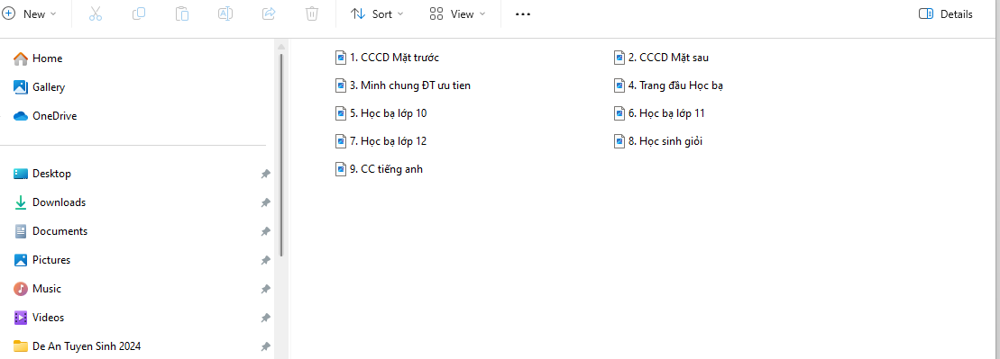 New Sort View ... Details
Home
Gallery
OneDrive
Desktop
Downloads
Documents
Pictures
Music
Videos
De An Tuyen Sinh 2024
1. CCCD Mặt trước
2. CCCD Mặt sau
3. Minh chung ĐT ưu tien
4. Trang đầu Học bạ
5. Học bạ lớp 10
6. Học bạ lớp 11
7. Học bạ lớp 12
8. Học sinh giỏi
9. CC tiếng anh